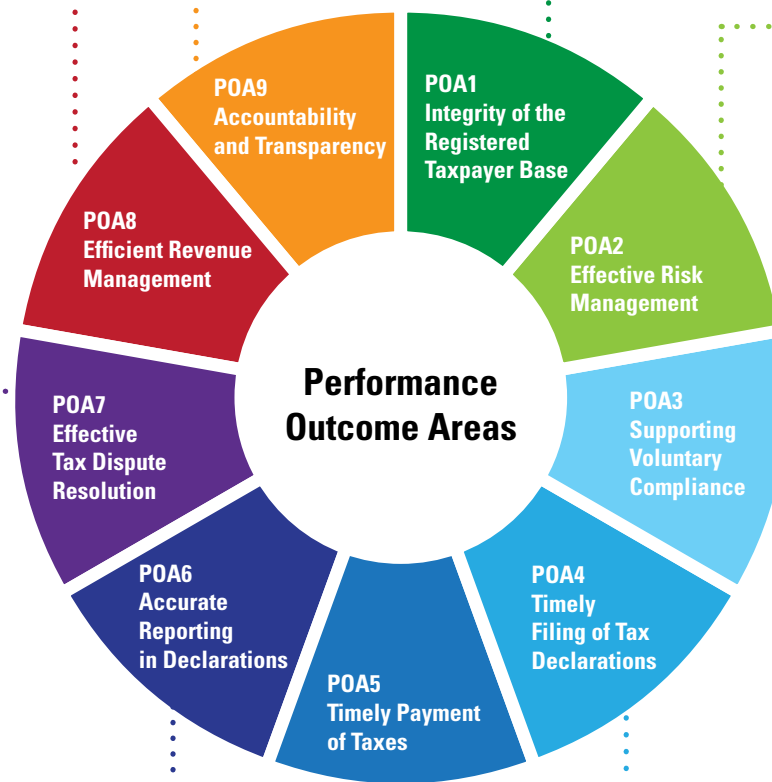 Performance
Outcome Areas
POA1
Integrity of the
Registered
Taxpayer Base
POA2
Effective Risk
Management
POA3
Supporting
Voluntary
Compliance
POA4
Timely
Filing of Tax
Declarations
POA5
Timely Payment
of Taxes
POA6
Accurate
Reporting
in Declarations
POA7
Effective
Tax Dispute
Resolution
POA8
Efficient Revenue
Management
POA9
Accountability
and Transparency